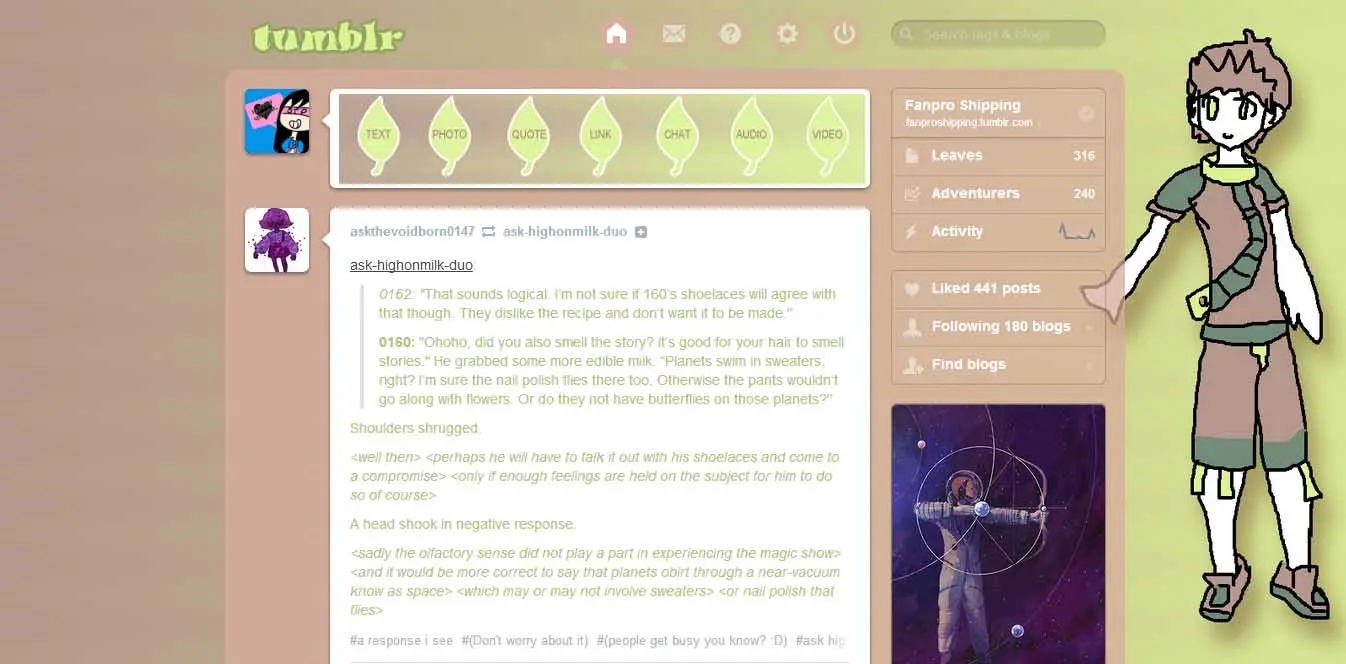 tumblr
Search tags & blogs
TEXT PHOTO QUOTE LINK CHAT AUDIO VIDEO
Fanpro Shipping
fanproshipping.tumblr.com
Leaves 316
Adventurers 240
Activity
Liked 441 posts
Following 180 blogs
Find blogs
askthevoidborn0147 ask-highonmilk-duo
ask-highonmilk-duo:
0162: "That sounds logical. I'm not sure if 160's shoelaces will agree with
that though. They dislike the recipe and don't want it to be made."
0160: "Ohoho, did you also smell the story? it's good for your hair to smell
stories." He grabbed some more edible milk. "Planets swim in sweaters,
right? I'm sure the nail polish flies there too. Otherwise the pants wouldn't
go along with flowers. Or do they not have butterflies on those planets?"
Shoulders shrugged.
<well then> <perhaps he will have to talk it out with his shoelaces and come to
a compromise> <only if enough feelings are held on the subject for him to do
so of course>
A head shook in negative response.
<sadly the olfactory sense did not play a part in experiencing the magic show>
<and it would be more correct to say that planets obirt through a near-vacuum
know as space> <which may or may not involve sweaters> <or nail polish that
flies>
#a response i see #(Don't worry about it) #(people get busy you know? :D) #ask hig